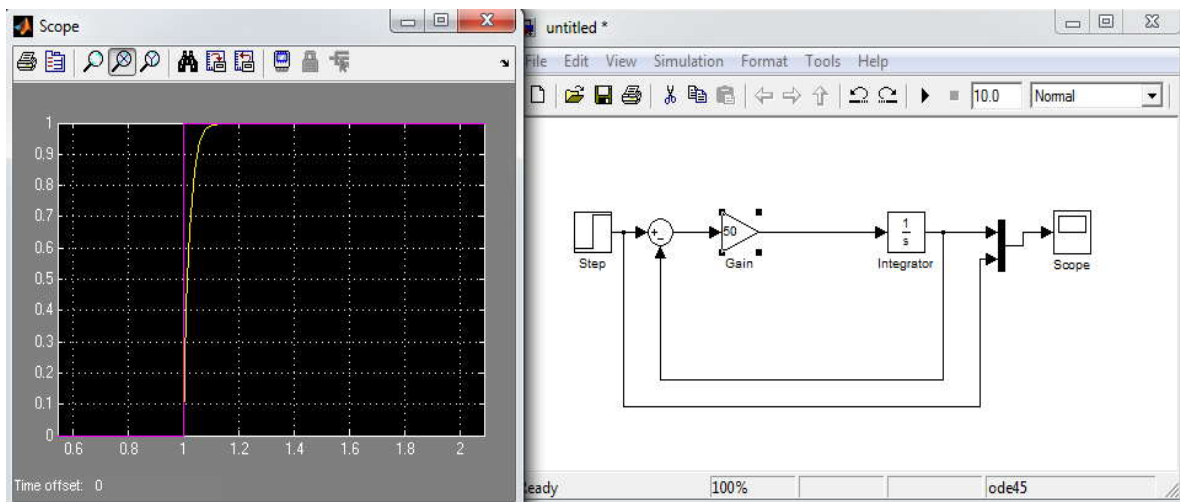 Scope
1
0.9
0.8
0.7
0.6
0.5
0.4
0.3
0.2
0.1
0
0.6 0.8 1 1.2 1.4 1.6 1.8 2
Time offset: 0
untitled *
File Edit View Simulation Format Tools Help
10.0 Normal
+
-
50
1
s
Step
Gain
Integrator
Scope
Ready 100% ode45